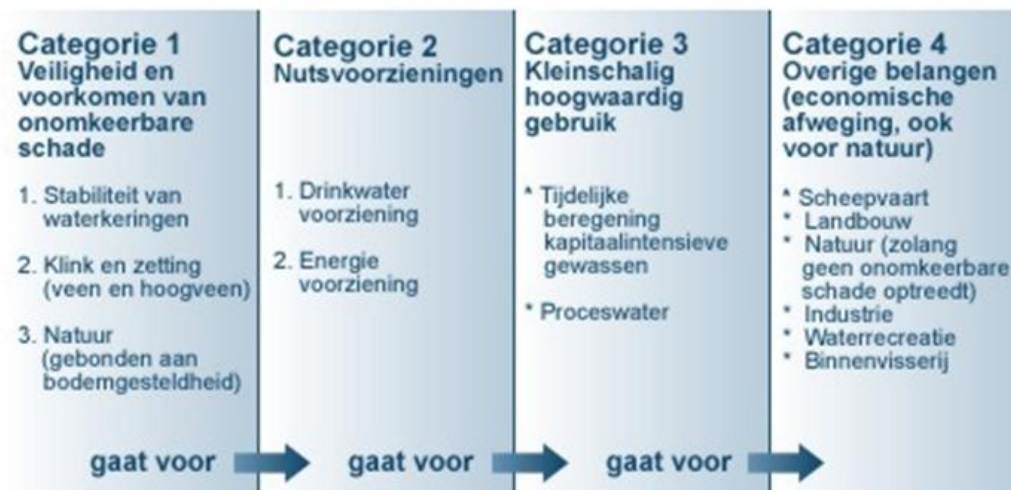 Categorie 1
Veiligheid en
voorkomen van
onomkeerbare
schade
1. Stabiliteit van
waterkeringen
2. Klink en zetting
(veen en hoogveen)
3. Natuur
(gebonden aan
bodemgesteldheid)
gaat voor
Categorie 2
Nutsvoorzieningen
1. Drinkwater
voorziening
2. Energie
voorziening
gaat voor
Categorie 3
Kleinschalig
hoogwaardig
gebruik
* Tijdelijke
beregening
kapitaalintensieve
gewassen
* Proceswater
gaat voor
Categorie 4
Overige belangen
(economische
afweging, ook
voor natuur)
* Scheepvaart
* Landbouw
* Natuur (zolang
geen onomkeerbare
schade optreedt)
* Industrie
* Waterrecreatie
* Binnenvisserij